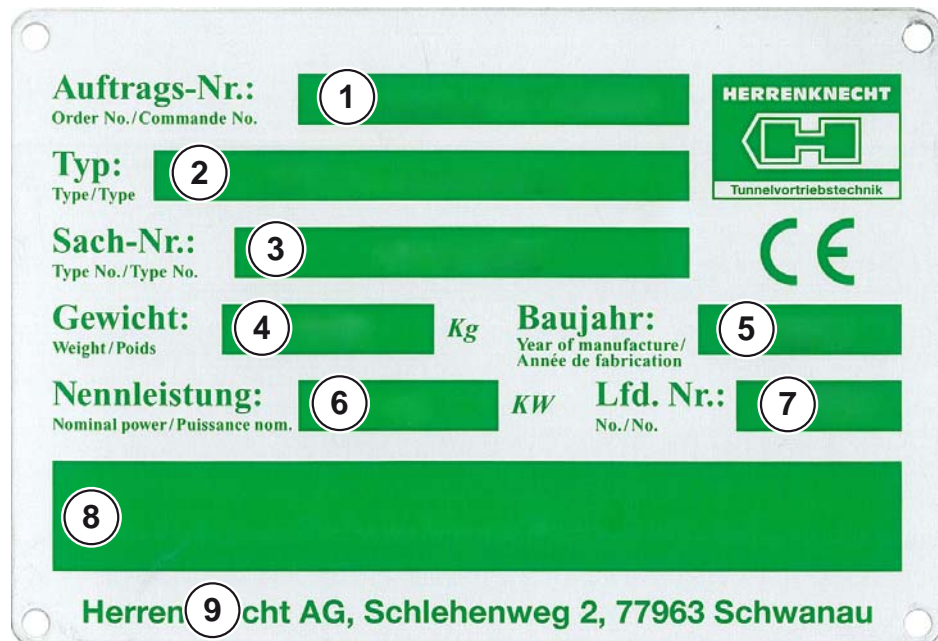 Auftrags-Nr.:
Order No./Commande No.
1
HERRENKNECHT
Tunnelvortriebstechnik
Typ:
Type/Type
2
Sach-Nr.:
Type No./Type No.
3
CE
Gewicht:
Weight/Poids
4
Kg
Baujahr:
Year of manufacture/
Année de fabrication
5
Nennleistung:
Nominal power/Puissance nom.
6
KW
Lfd. Nr.:
No./No.
7
8
Herren 9 cht AG, Schlehenweg 2, 77963 Schwanau